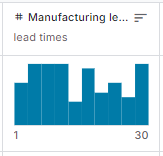 # Manufacturing le...
lead times
1 30